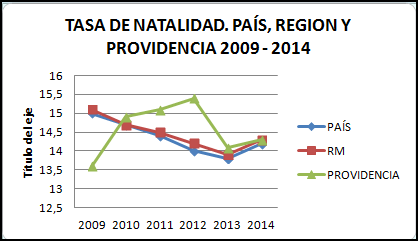 TASA DE NATALIDAD. PAÍS, REGION Y
PROVIDENCIA 2009 - 2014
Título del eje
16
15,5
15
14,5
14
13,5
13
12,5
2009 2010 2011 2012 2013 2014
PAÍS
RM
PROVIDENCIA